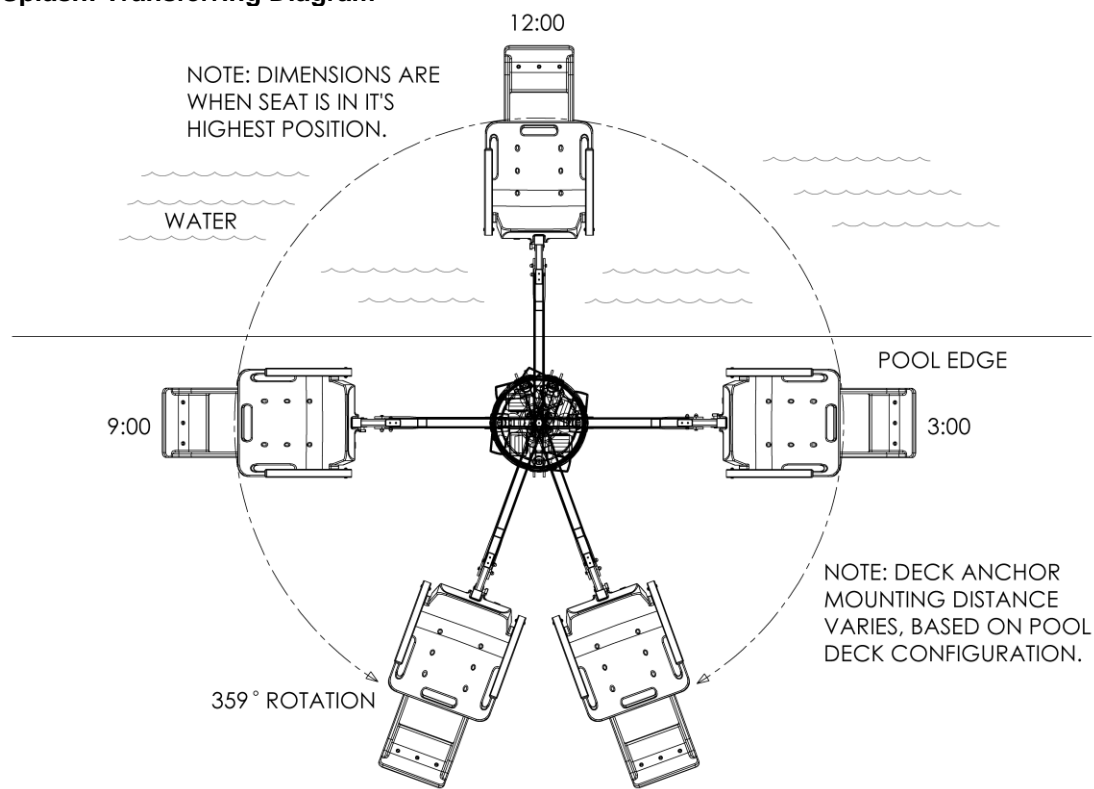 Splash! Transferring Diagram
12:00
NOTE: DIMENSIONS ARE
WHEN SEAT IS IN IT'S
HIGHEST POSITION.
WATER
POOL EDGE
9:00
3:00
NOTE: DECK ANCHOR
MOUNTING DISTANCE
VARIES, BASED ON POOL
DECK CONFIGURATION.
359° ROTATION